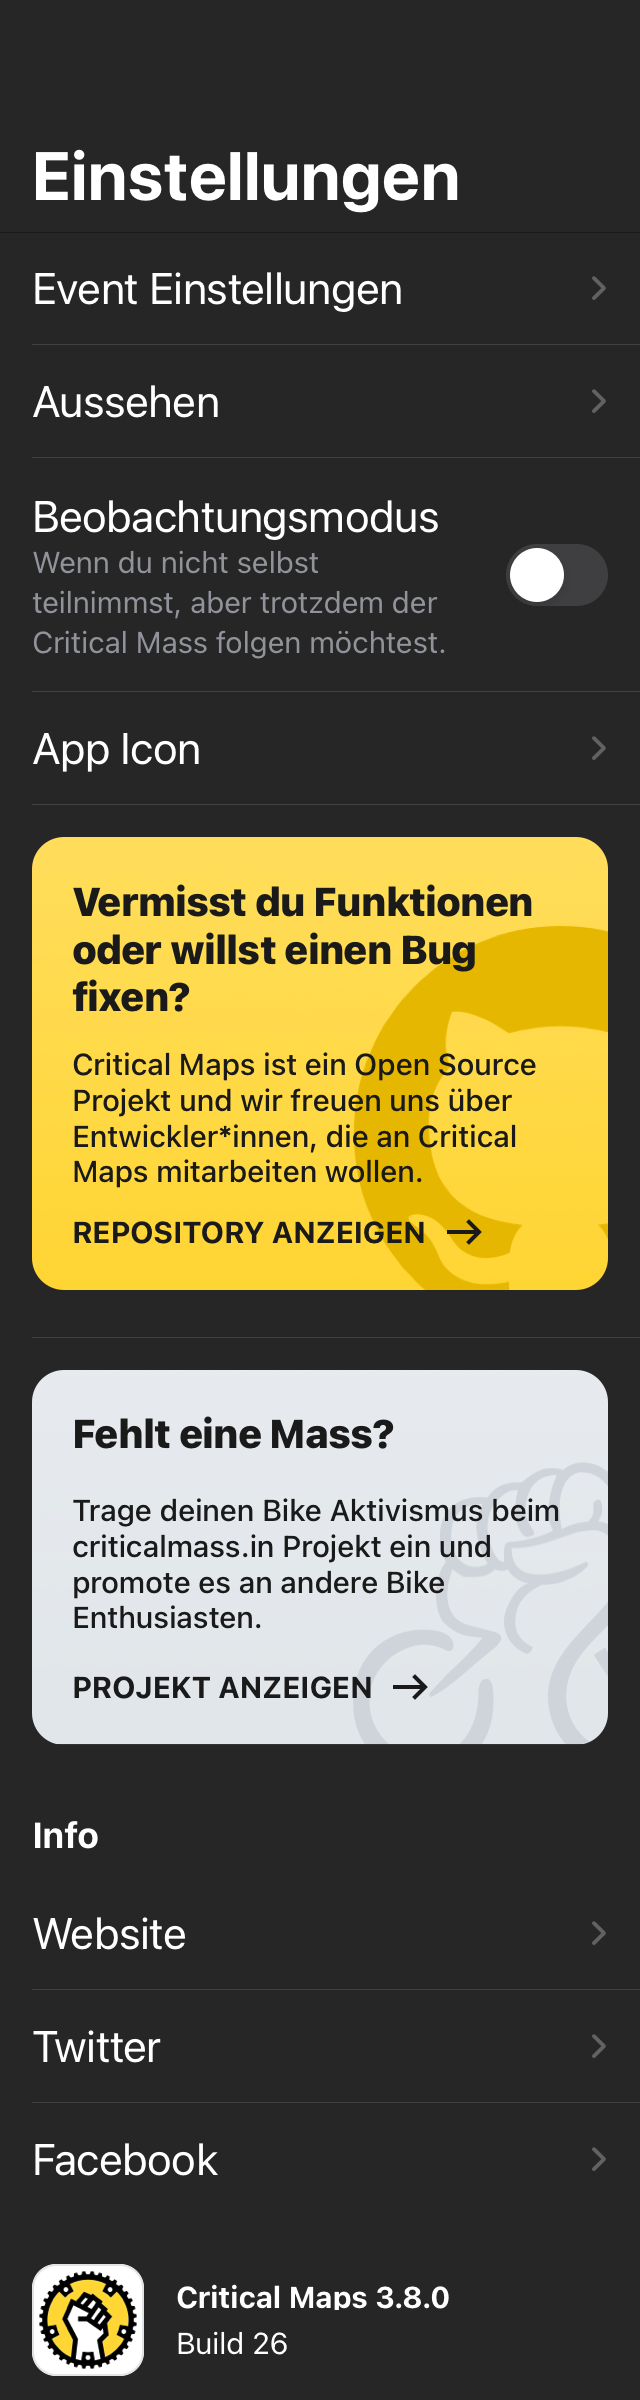 Einstellungen
Event Einstellungen
Aussehen
Beobachtungsmodus
Wenn du nicht selbst
teilnimmst, aber trotzdem der
Critical Mass folgen möchtest.
App Icon
Vermisst du Funktionen
oder willst einen Bug
fixen?
Critical Maps ist ein Open Source
Projekt und wir freuen uns über
Entwickler*innen, die an Critical
Maps mitarbeiten wollen.
REPOSITORY ANZEIGEN
Fehlt eine Mass?
Trage deinen Bike Aktivismus beim
criticalmass.in Projekt ein und
promote es an andere Bike
Enthusiasten.
PROJEKT ANZEIGEN
Info
Website
Twitter
Facebook
Critical Maps 3.8.0
Build 26